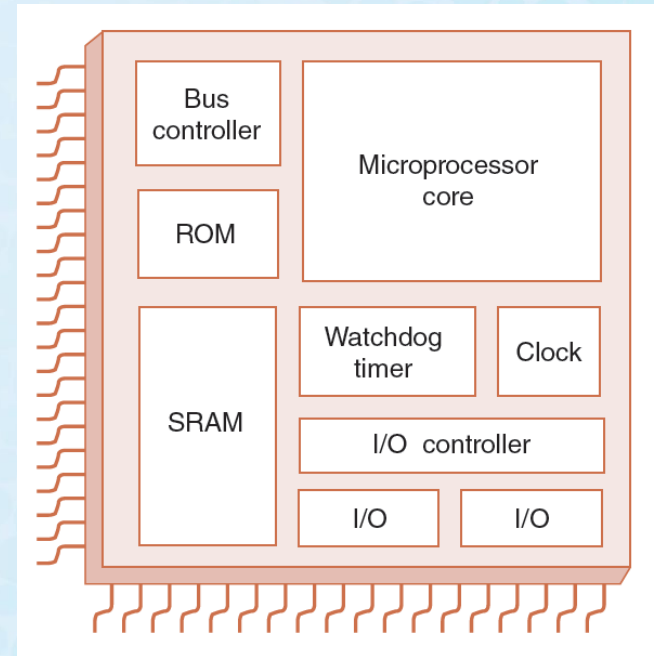 Bus
controller
Microprocessor
core
ROM
SRAM
Watchdog
timer
Clock
I/O controller
I/O
I/O